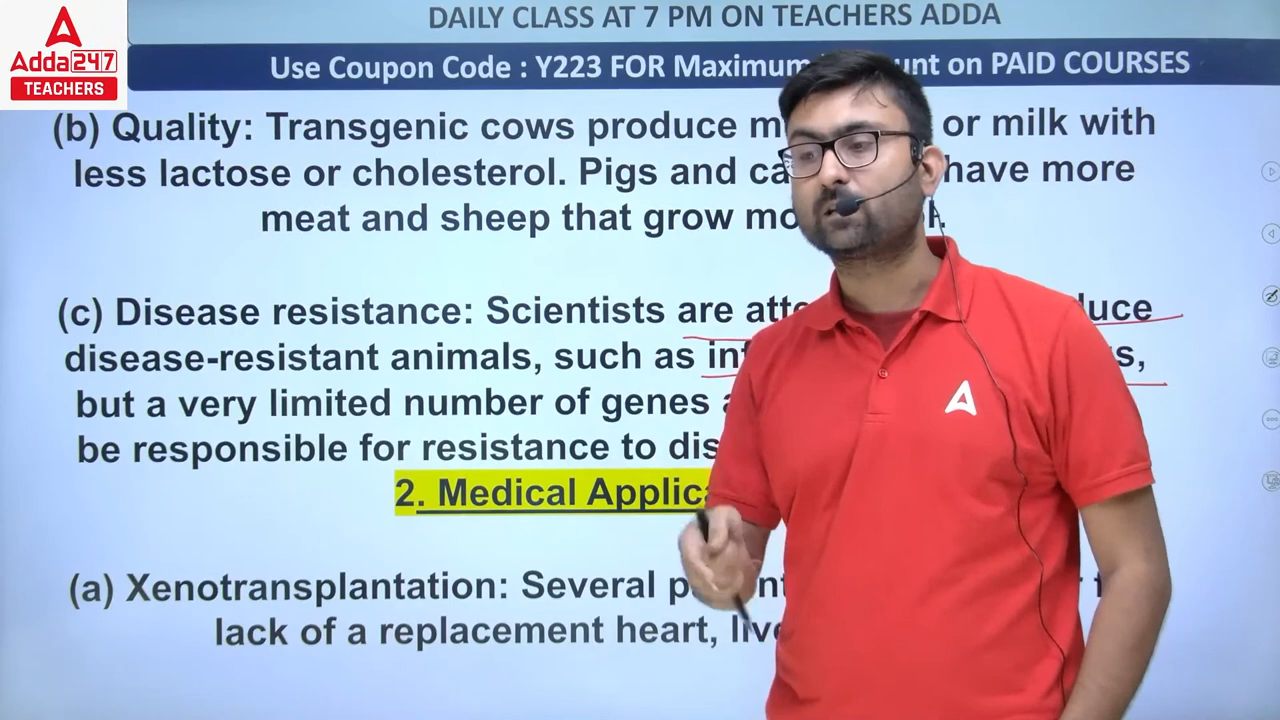 DAILY CLASS AT 7 PM ON TEACHERS ADDA
Adda247
TEACHERS
Use Coupon Code : Y223 FOR Maximum unt on PAID COURSES
(b) Quality: Transgenic cows produce m or milk with
less lactose or cholesterol. Pigs and ca have more
meat and sheep that grow mo
(c) Disease resistance: Scientists are atte uce
disease-resistant animals, such as inf s,
but a very limited number of genes
be responsible for resistance to dis
2. Medical Applica
(a) Xenotransplantation: Several p
lack of a replacement heart, live